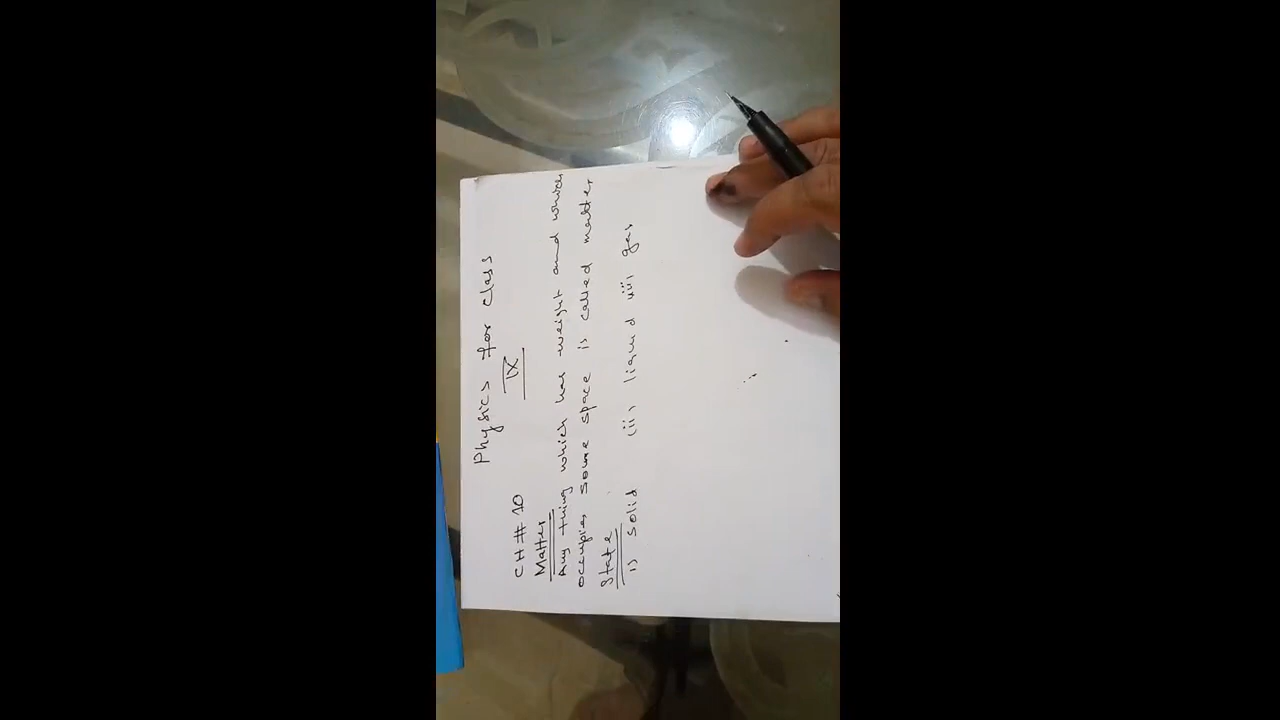 Physics for class
IX
CH # 10
Matter
Any thing which has weight and which
occupies some space is called matter
State
i) Solid (ii) liquid iii) gas